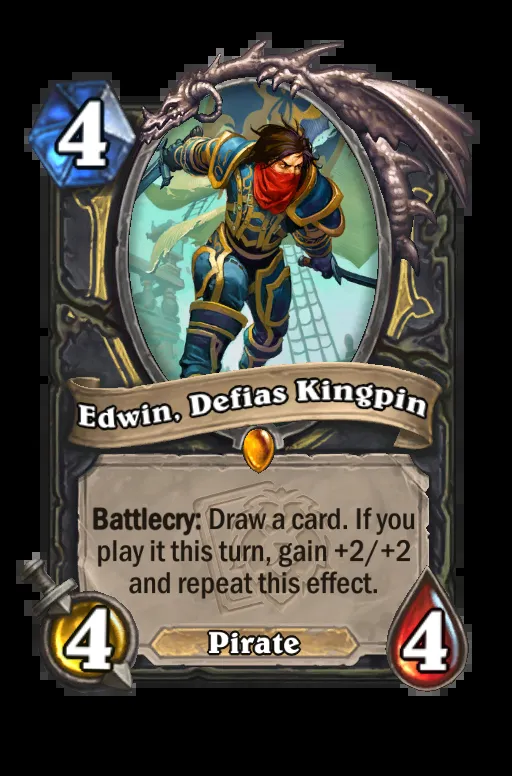 4
Edwin, Defias Kingpin
Battlecry: Draw a card. If you
play it this turn, gain +2/+2
and repeat this effect.
4
Pirate
4